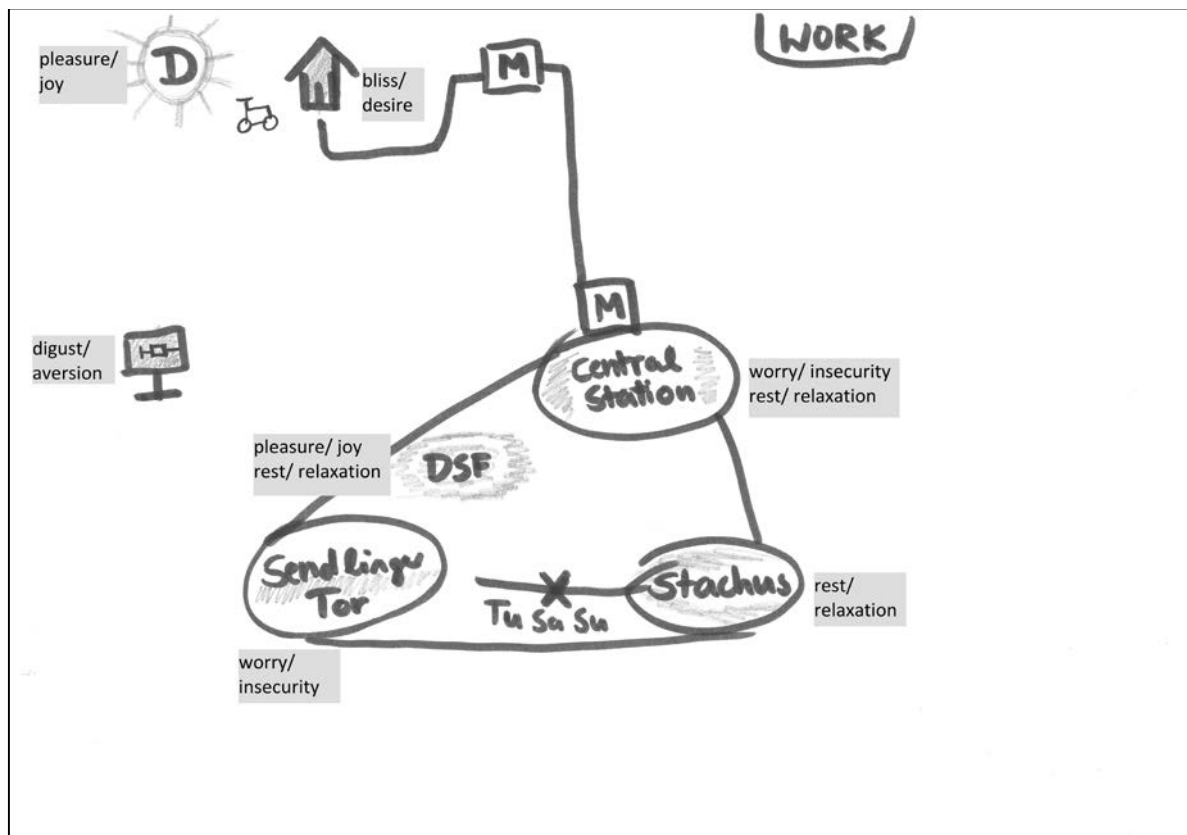 pleasure/
joy
D
bliss/
desire
M
WORK
M
Central
Station
digust/
aversion
worry/ insecurity
rest/ relaxation
pleasure/ joy
rest/ relaxation
DSF
Sendlinger
Tor
Stachus
Tu Sa Su
rest/
relaxation
worry/
insecurity